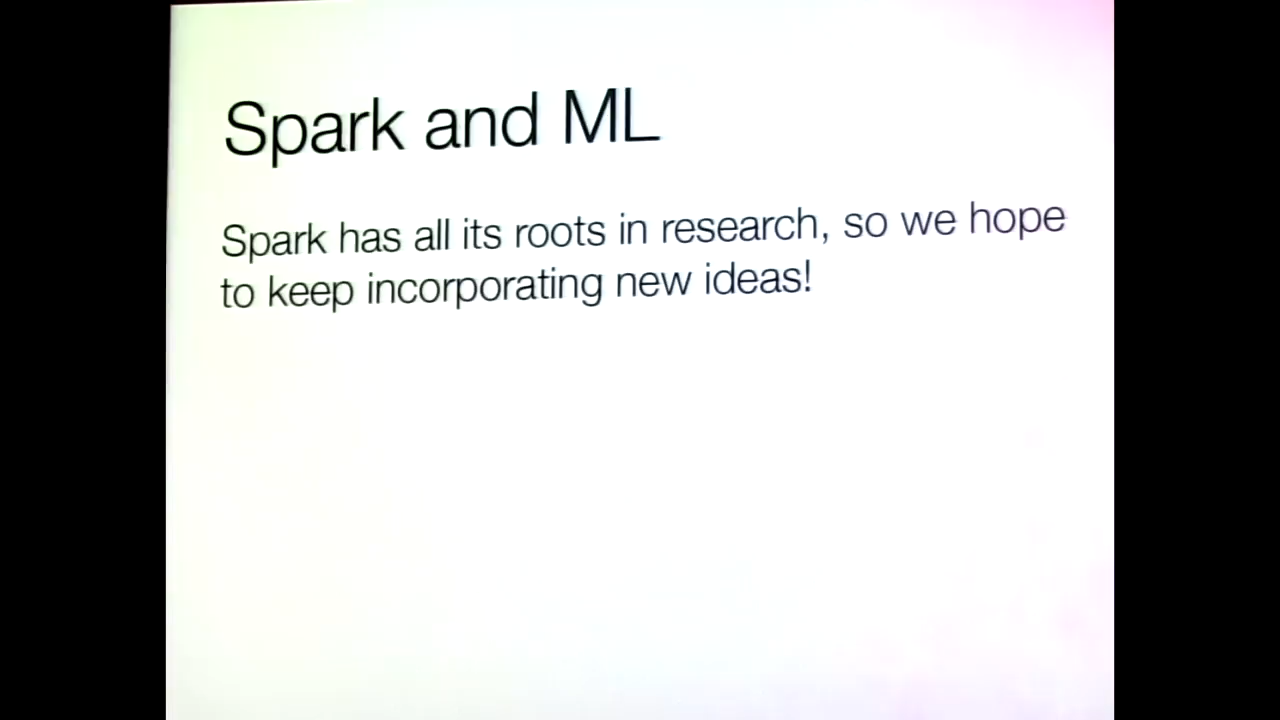 Spark and ML
Spark has all its roots in research, so we hope
to keep incorporating new ideas!